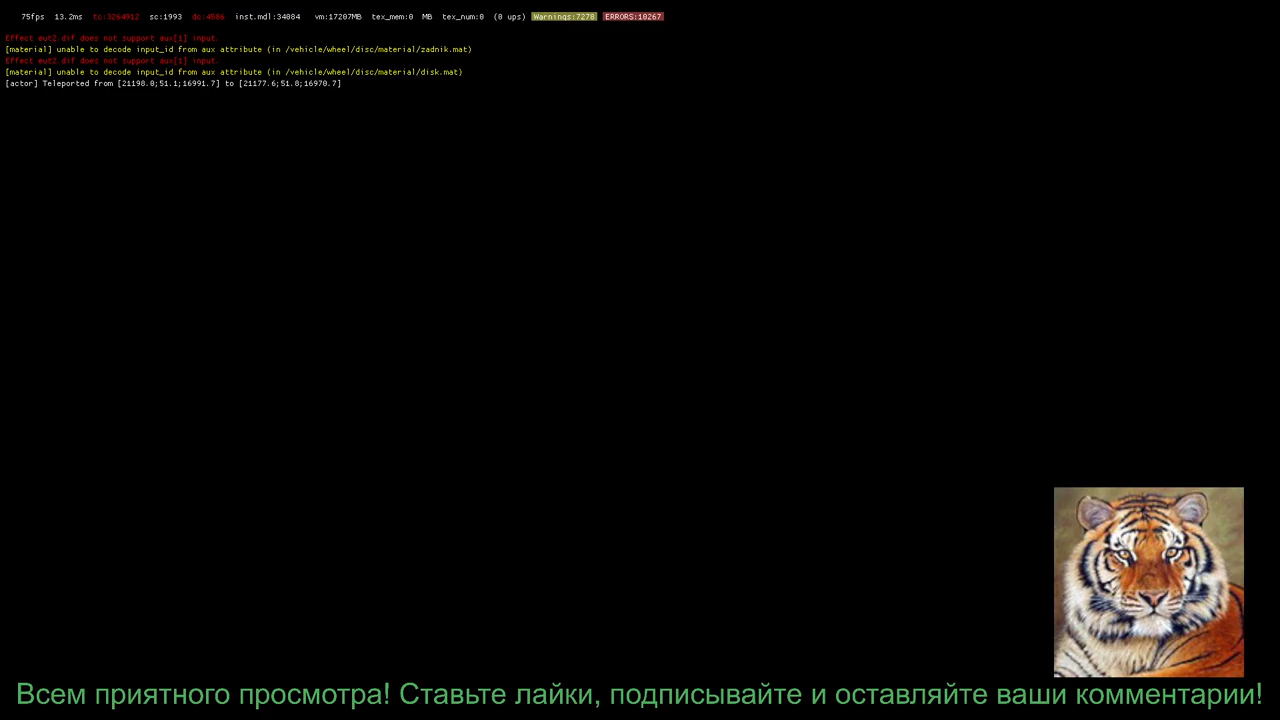 75fps 13.2ms tc:3264912 sc:1993 dc:4586 inst.mdl:34084 vm:17207MB tex_mem:0 MB tex_num:0 (0 ups) Warnings:7278 ERRORS:10267
Effect eut2.dif does not support aux[1] input.
[material] unable to decode input_id from aux attribute (in /vehicle/wheel/disc/material/zadnik.mat)
Effect eut2.dif does not support aux[1] input.
[material] unable to decode input_id from aux attribute (in /vehicle/wheel/disc/material/disk.mat)
[actor] Teleported from [21198.0;51.1;16991.7] to [21177.6;51.8;16970.7]
Всем приятного просмотра! Ставьте лайки, подписывайте и оставляйте ваши комментарии!